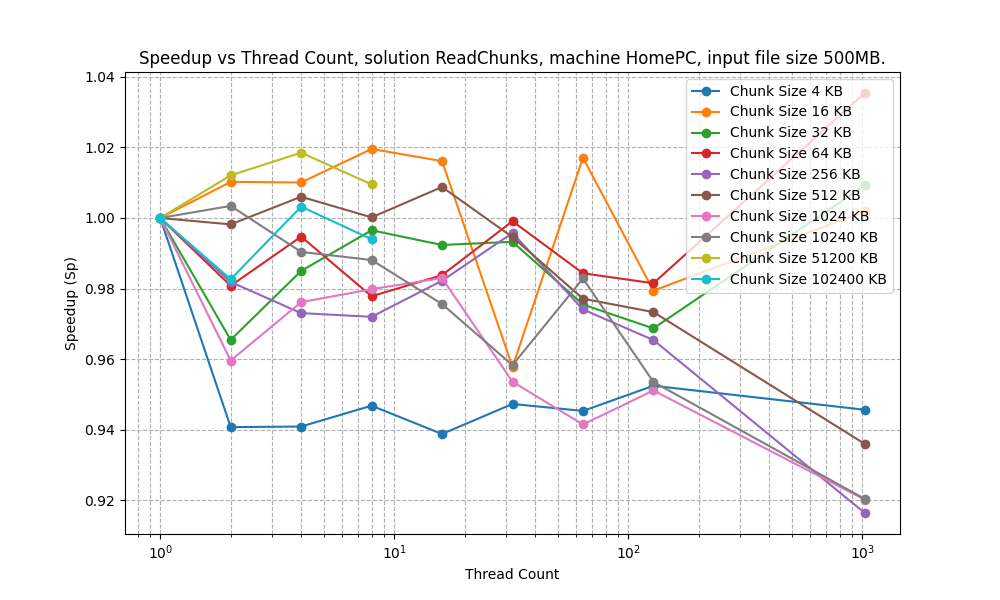 Speedup vs Thread Count, solution ReadChunks, machine HomePC, input file size 500MB.
Speedup (Sp)
1.04
1.02
1.00
0.98
0.96
0.94
0.92
Chunk Size 4 KB
Chunk Size 16 KB
Chunk Size 32 KB
Chunk Size 64 KB
Chunk Size 256 KB
Chunk Size 512 KB
Chunk Size 1024 KB
Chunk Size 10240 KB
Chunk Size 51200 KB
Chunk Size 102400 KB
10⁰ 10¹ 10² 10³
Thread Count